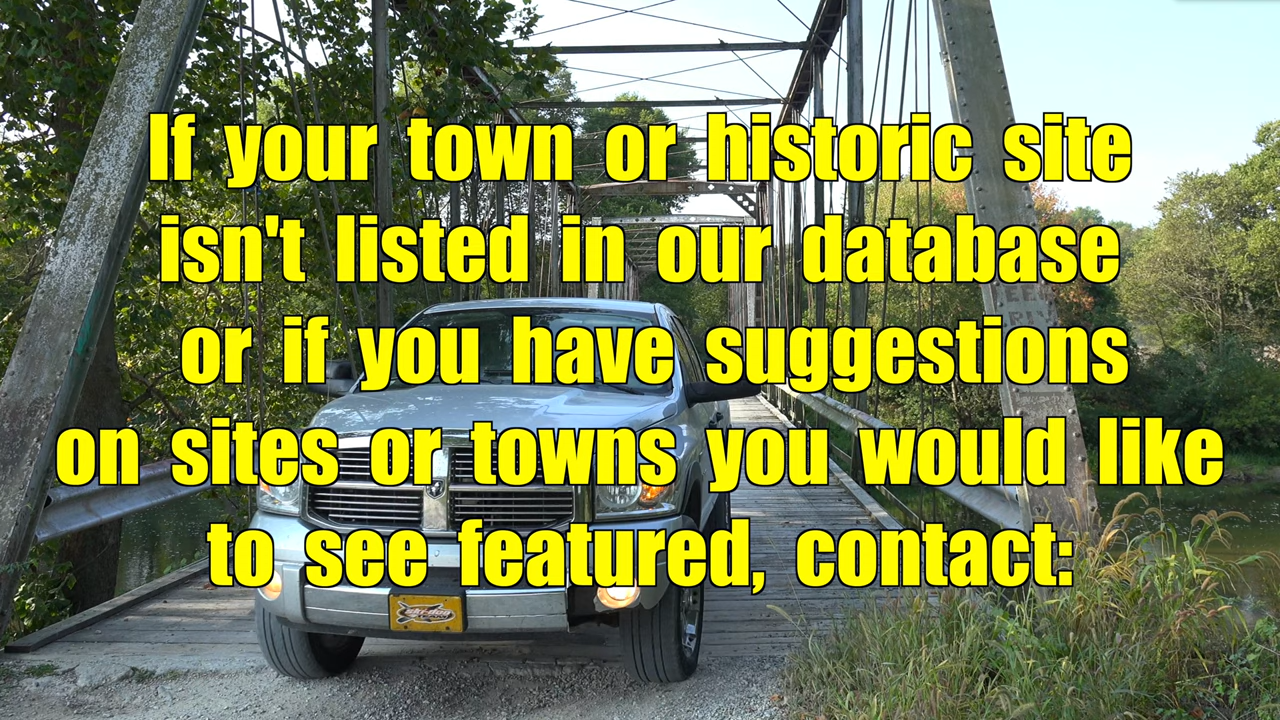 If your town or historic site
isn't listed in our database
or if you have suggestions
on sites or towns you would like
to see featured, contact: